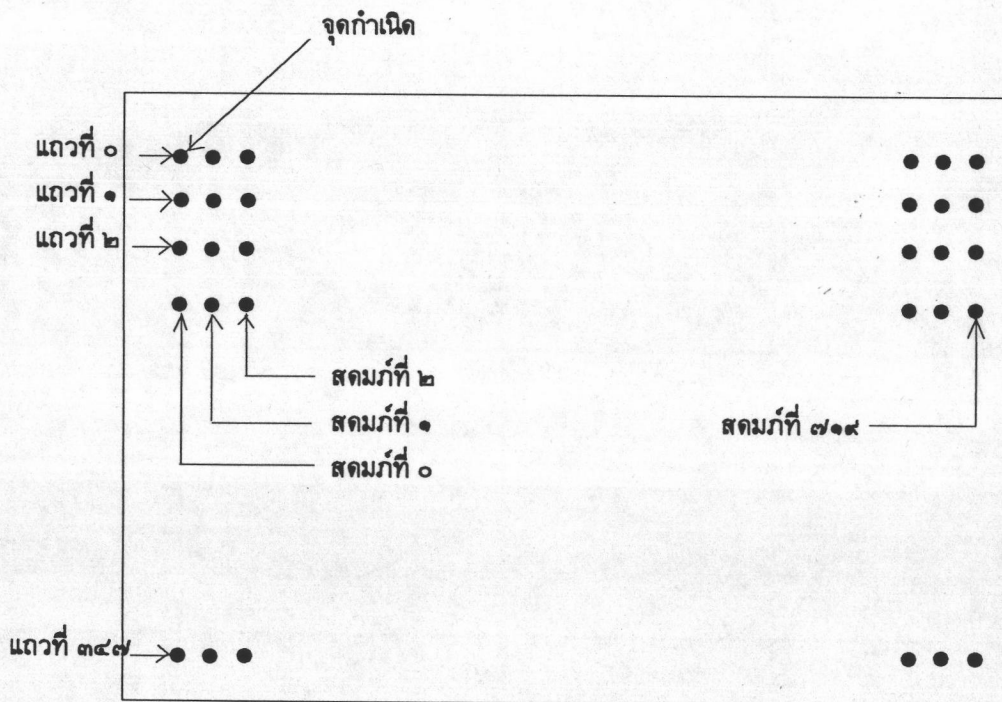 จุดกำเนิด
แถวที่ ๐
แถวที่ ๑
แถวที่ ๒
สดมภ์ที่ ๒
สดมภ์ที่ ๑
สดมภ์ที่ ๗๑๙
สดมภ์ที่ ๐
แถวที่ ๓๔๗